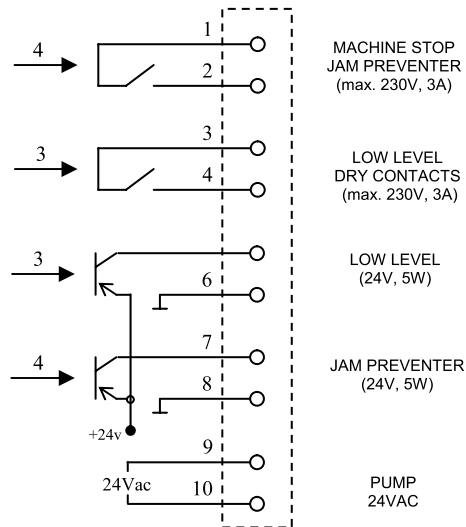 1
4
MACHINE STOP
2
JAM PREVENTER
(max. 230V, 3A)
3
3
LOW LEVEL
4
DRY CONTACTS
(max. 230V, 3A)
3
LOW LEVEL
6
(24V, 5W)
7
4
JAM PREVENTER
8
(24V, 5W)
+24v
9
24Vac
10
PUMP
24VAC